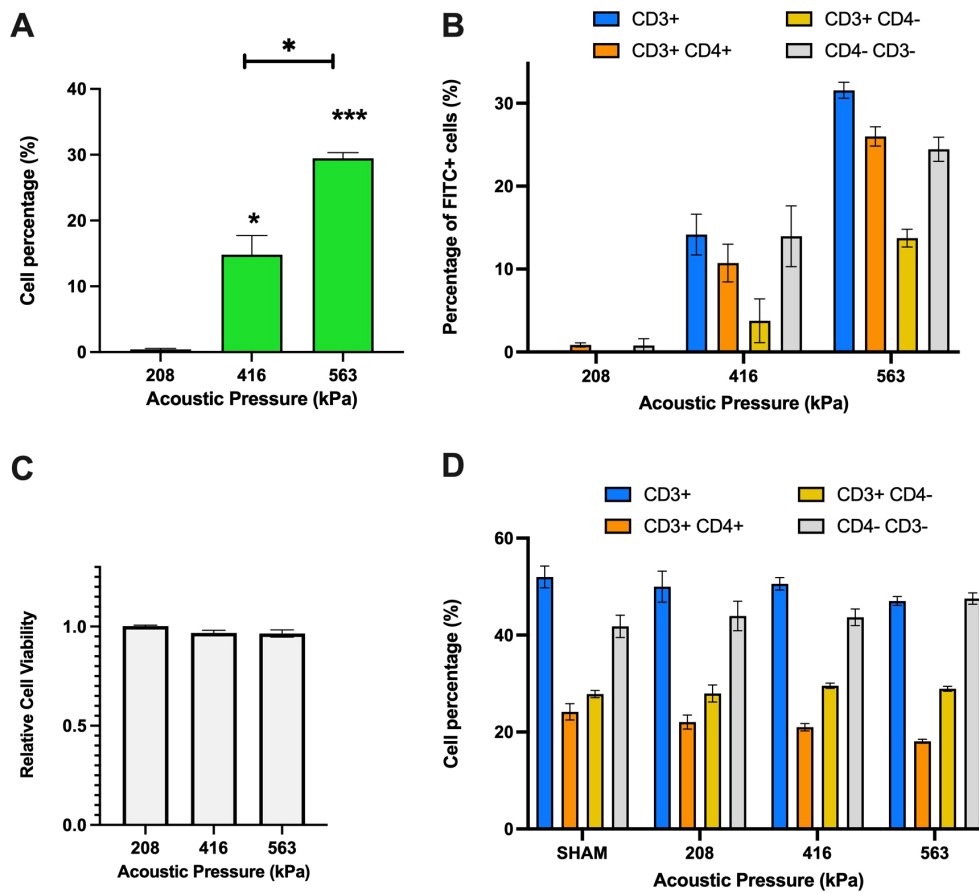 A
*
***
*
40
30
20
10
0
Cell percentage (%)
208 416 563
Acoustic Pressure (kPa)
B
CD3+ CD3+ CD4-
CD3+ CD4+ CD4- CD3-
30
20
10
0
Percentage of FITC+ cells (%)
208 416 563
Acoustic Pressure (kPa)
C
1.0
0.5
0.0
Relative Cell Viability
208 416 563
Acoustic Pressure (kPa)
D
CD3+ CD3+ CD4-
CD3+ CD4+ CD4- CD3-
60
40
20
0
Cell percentage (%)
SHAM 208 416 563
Acoustic Pressure (kPa)